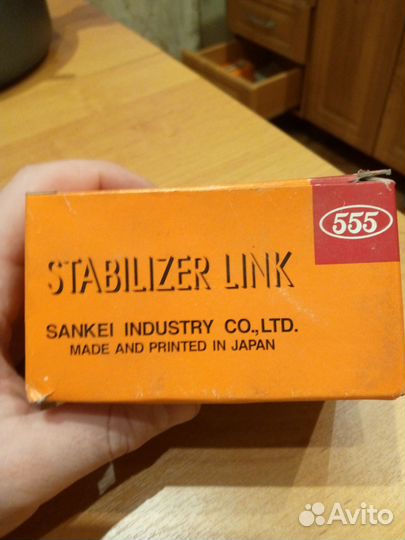 555
STABILIZER LINK
SANKEI INDUSTRY CO.,LTD.
MADE AND PRINTED IN JAPAN
Avito